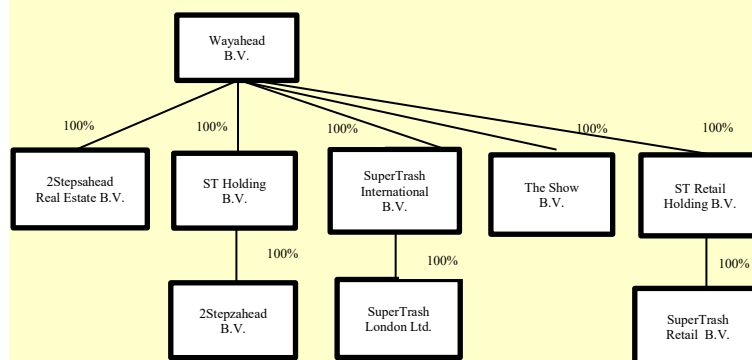 Wayahead
B.V.
100%
100%
100%
100%
100%
2Stepsahead
Real Estate B.V.
ST Holding
B.V.
SuperTrash
International
B.V.
The Show
B.V.
ST Retail
Holding B.V.
100%
100%
100%
2Stepzahead
B.V.
SuperTrash
London Ltd.
SuperTrash
Retail B.V.